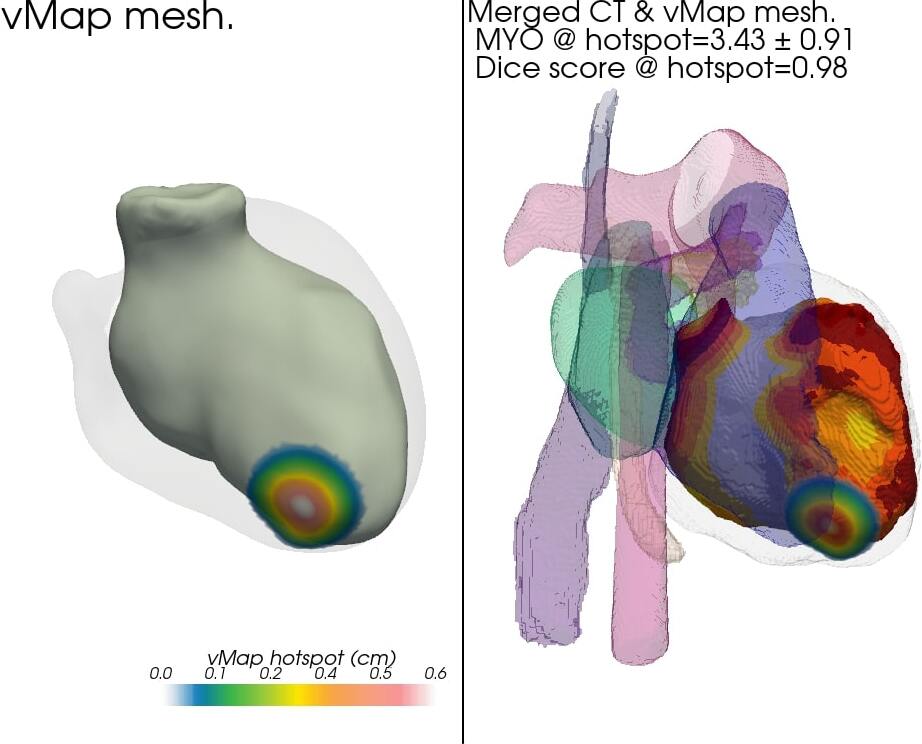 vMap mesh.
Merged CT & vMap mesh.
MYO @ hotspot=3.43 ± 0.91
Dice score @ hotspot=0.98
vMap hotspot (cm)
0.0 0.1 0.2 0.4 0.5 0.6